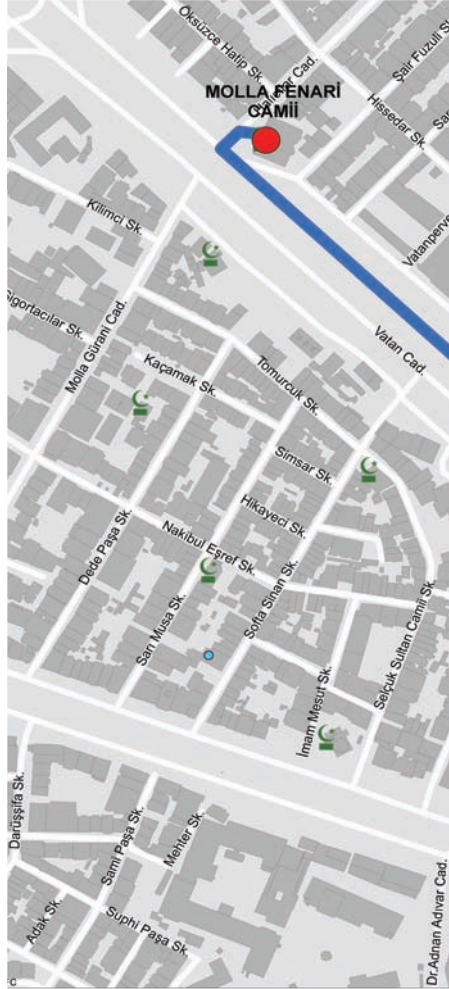 Öksüzce Hatip Sk.
Şair Fuzuli Sk.
MOLLA FENARİ
CAMİİ
Hissedar Sk.
Kilimci Sk.
Vatan Cad.
Molla Gürani Cad.
Kaçamak Sk.
Tomurcuk Sk.
Simsar Sk.
Hikayeci Sk.
Nakibul Eşref Sk.
Dede Paşa Sk.
Sarı Musa Sk.
Softa Sinan Sk.
Selçuk Sultan Camii Sk.
İmam Mesut Sk.
Darüşşifa Sk.
Sami Paşa Sk.
Mehter Sk.
Adak Sk.
Suphi Paşa Sk.
Dr.Adnan Adıvar Cad.